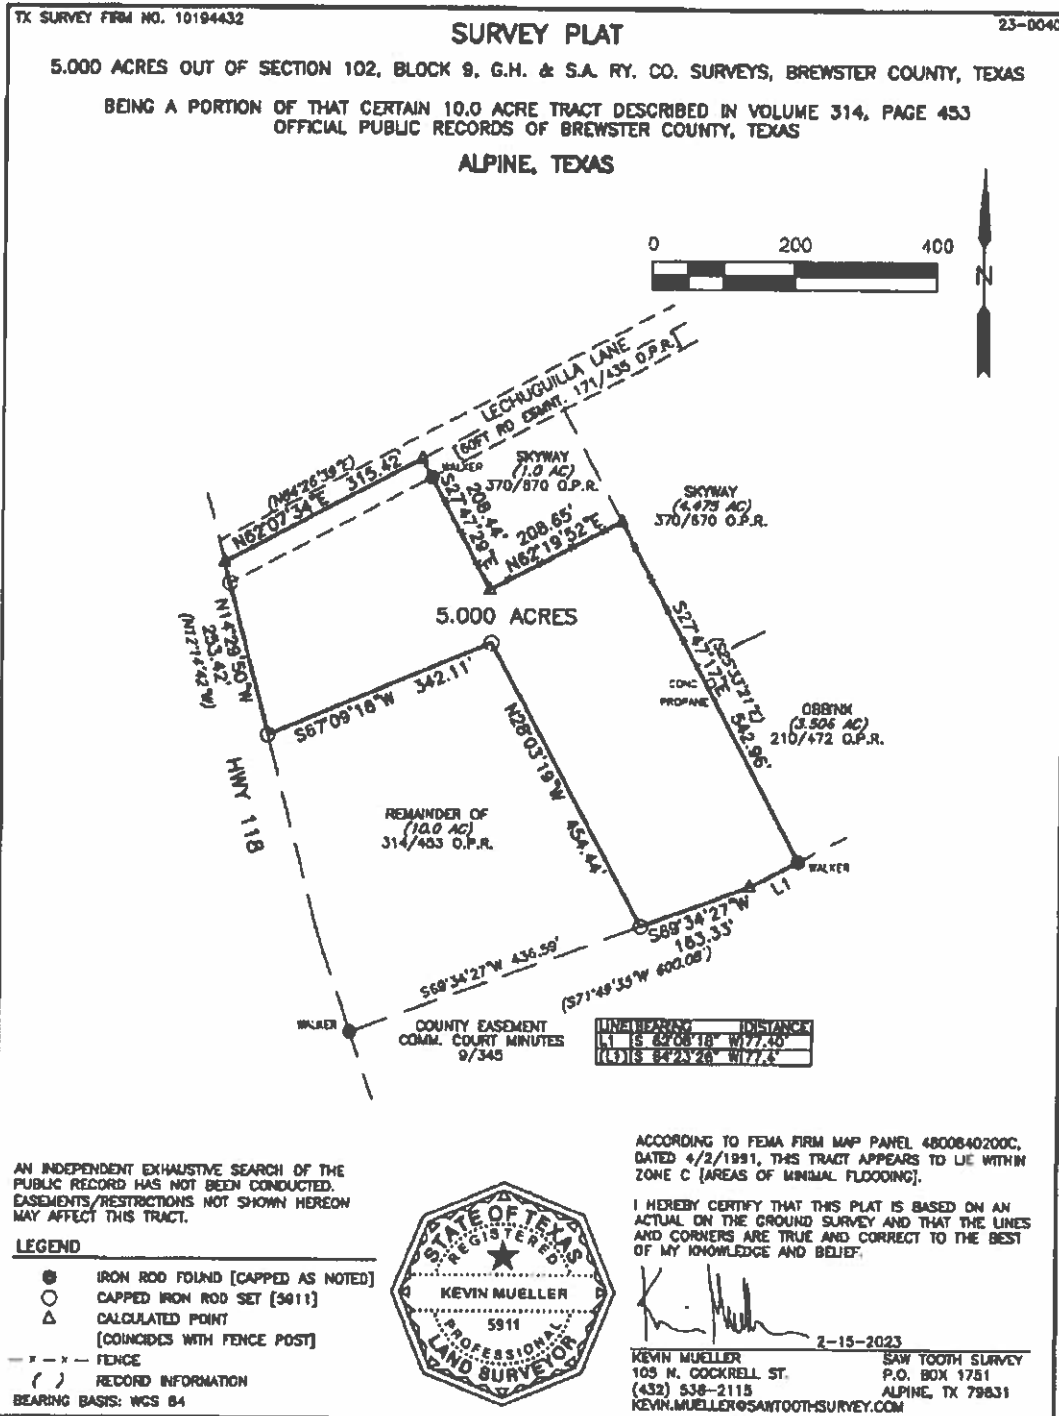 TX SURVEY FIRM NO. 10194432
23-0040
SURVEY PLAT
5.000 ACRES OUT OF SECTION 102, BLOCK 9, G.H. & S.A. RY. CO. SURVEYS, BREWSTER COUNTY, TEXAS
BEING A PORTION OF THAT CERTAIN 10.0 ACRE TRACT DESCRIBED IN VOLUME 314, PAGE 453
OFFICIAL PUBLIC RECORDS OF BREWSTER COUNTY, TEXAS
ALPINE, TEXAS
0 200 400
N
LECHUGUILLA LANE
[60FT RD ESMNT. 171/435 O.P.R.]
(N64°26'39"E)
N62°07'34"E 315.42'
WALKER
SKYWAY
(1.0 AC)
370/670 O.P.R.
S27°47'29"E
208.44'
208.65'
N62°19'52"E
SKYWAY
(4.475 AC)
370/670 O.P.R.
5.000 ACRES
N14°29'50"W
253.42'
(N12°14'42"W)
S67°09'18"W 342.11'
S27°47'17"E 542.96'
(S25°33'21"E)
CONC
PROPANE
(3.506 AC)
210/472 O.P.R.
HWY 118
N28°03'19"W 454.44'
REMAINDER OF
(10.0 AC)
314/453 O.P.R.
WALKER
L1
S69°34'27"W
163.33'
(S71°49'35"W 600.08')
S69°34'27"W 436.59'
WALKER
COUNTY EASEMENT
COMM. COURT MINUTES
9/345
LINE BEARING DISTANCE
L1 S 62°08'18" W 77.40'
(L1) S 64°23'26" W 77.4'
AN INDEPENDENT EXHAUSTIVE SEARCH OF THE
PUBLIC RECORD HAS NOT BEEN CONDUCTED.
EASEMENTS/RESTRICTIONS NOT SHOWN HEREON
MAY AFFECT THIS TRACT.
LEGEND
IRON ROD FOUND [CAPPED AS NOTED]
CAPPED IRON ROD SET [5911]
CALCULATED POINT
[COINCIDES WITH FENCE POST]
FENCE
( ) RECORD INFORMATION
BEARING BASIS: WGS 84
STATE OF TEXAS
REGISTERED
KEVIN MUELLER
5911
PROFESSIONAL
LAND SURVEYOR
ACCORDING TO FEMA FIRM MAP PANEL 4800840200C,
DATED 4/2/1991, THIS TRACT APPEARS TO LIE WITHIN
ZONE C [AREAS OF MINIMAL FLOODING].
I HEREBY CERTIFY THAT THIS PLAT IS BASED ON AN
ACTUAL ON THE GROUND SURVEY AND THAT THE LINES
AND CORNERS ARE TRUE AND CORRECT TO THE BEST
OF MY KNOWLEDGE AND BELIEF.
2-15-2023
KEVIN MUELLER
105 N. COCKRELL ST.
(432) 538-2115
KEVIN.MUELLER@SAWTOOTHSURVEY.COM
SAW TOOTH SURVEY
P.O. BOX 1751
ALPINE, TX 79831